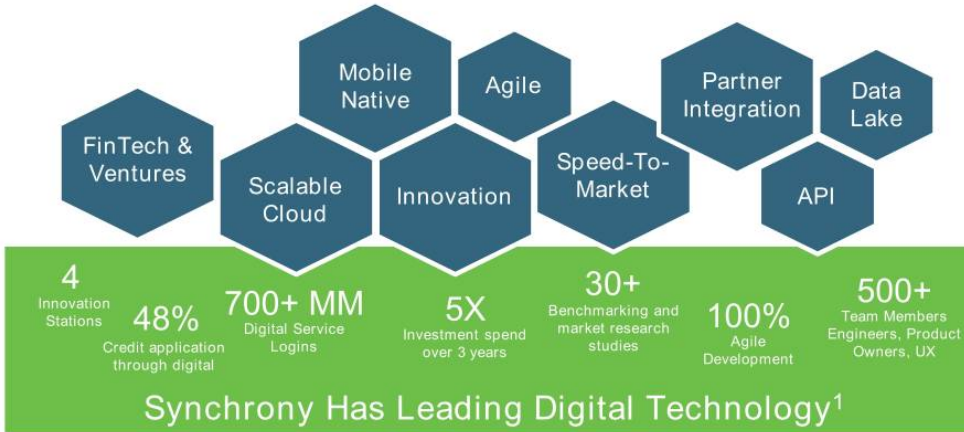 Mobile
Native
Agile
Partner
Integration
Data
Lake
FinTech &
Ventures
Scalable
Cloud
Innovation
Speed-To-
Market
API
4
Innovation
Stations
48%
Credit application
through digital
700+ MM
Digital Service
Logins
5X
Investment spend
over 3 years
30+
Benchmarking and
market research
studies
100%
Agile
Development
500+
Team Members
Engineers, Product
Owners, UX
Synchrony Has Leading Digital Technology¹